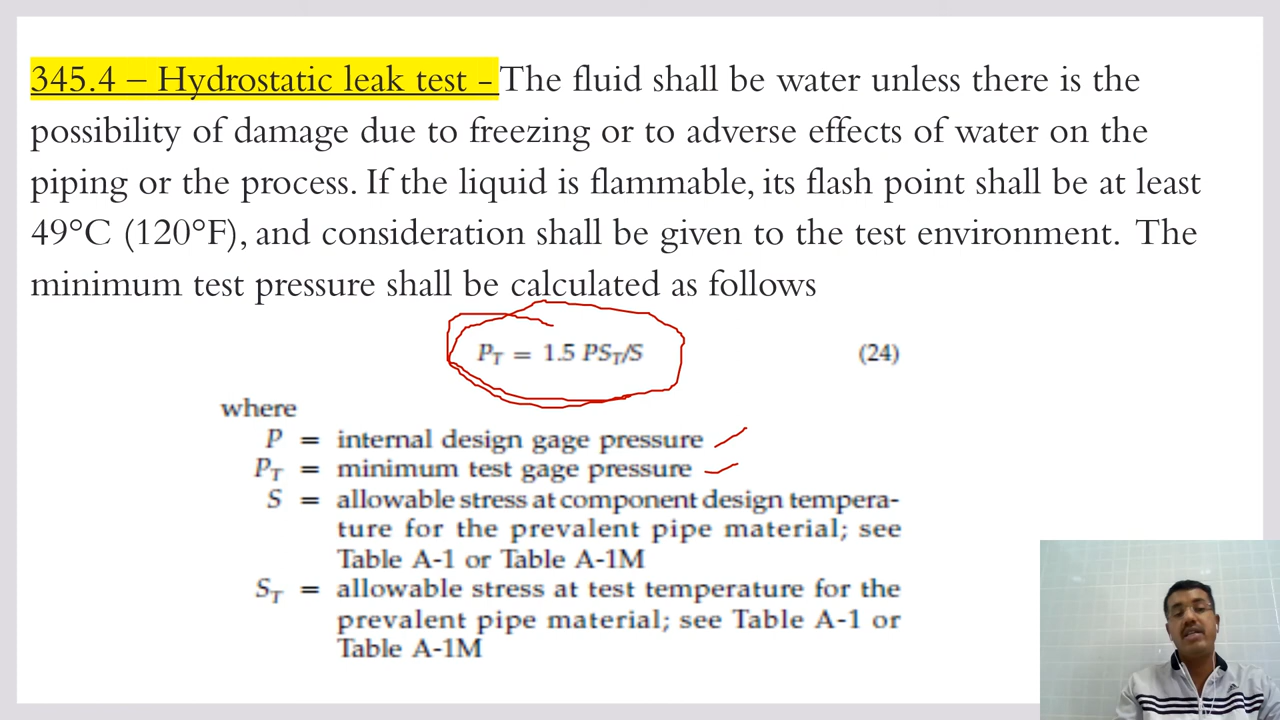 345.4 – Hydrostatic leak test - The fluid shall be water unless there is the
possibility of damage due to freezing or to adverse effects of water on the
piping or the process. If the liquid is flammable, its flash point shall be at least
49°C (120°F), and consideration shall be given to the test environment. The
minimum test pressure shall be calculated as follows
P_T = 1.5 PS_T/S (24)
where
P = internal design gage pressure
P_T = minimum test gage pressure
S = allowable stress at component design tempera-
ture for the prevalent pipe material; see
Table A-1 or Table A-1M
S_T = allowable stress at test temperature for the
prevalent pipe material; see Table A-1 or
Table A-1M